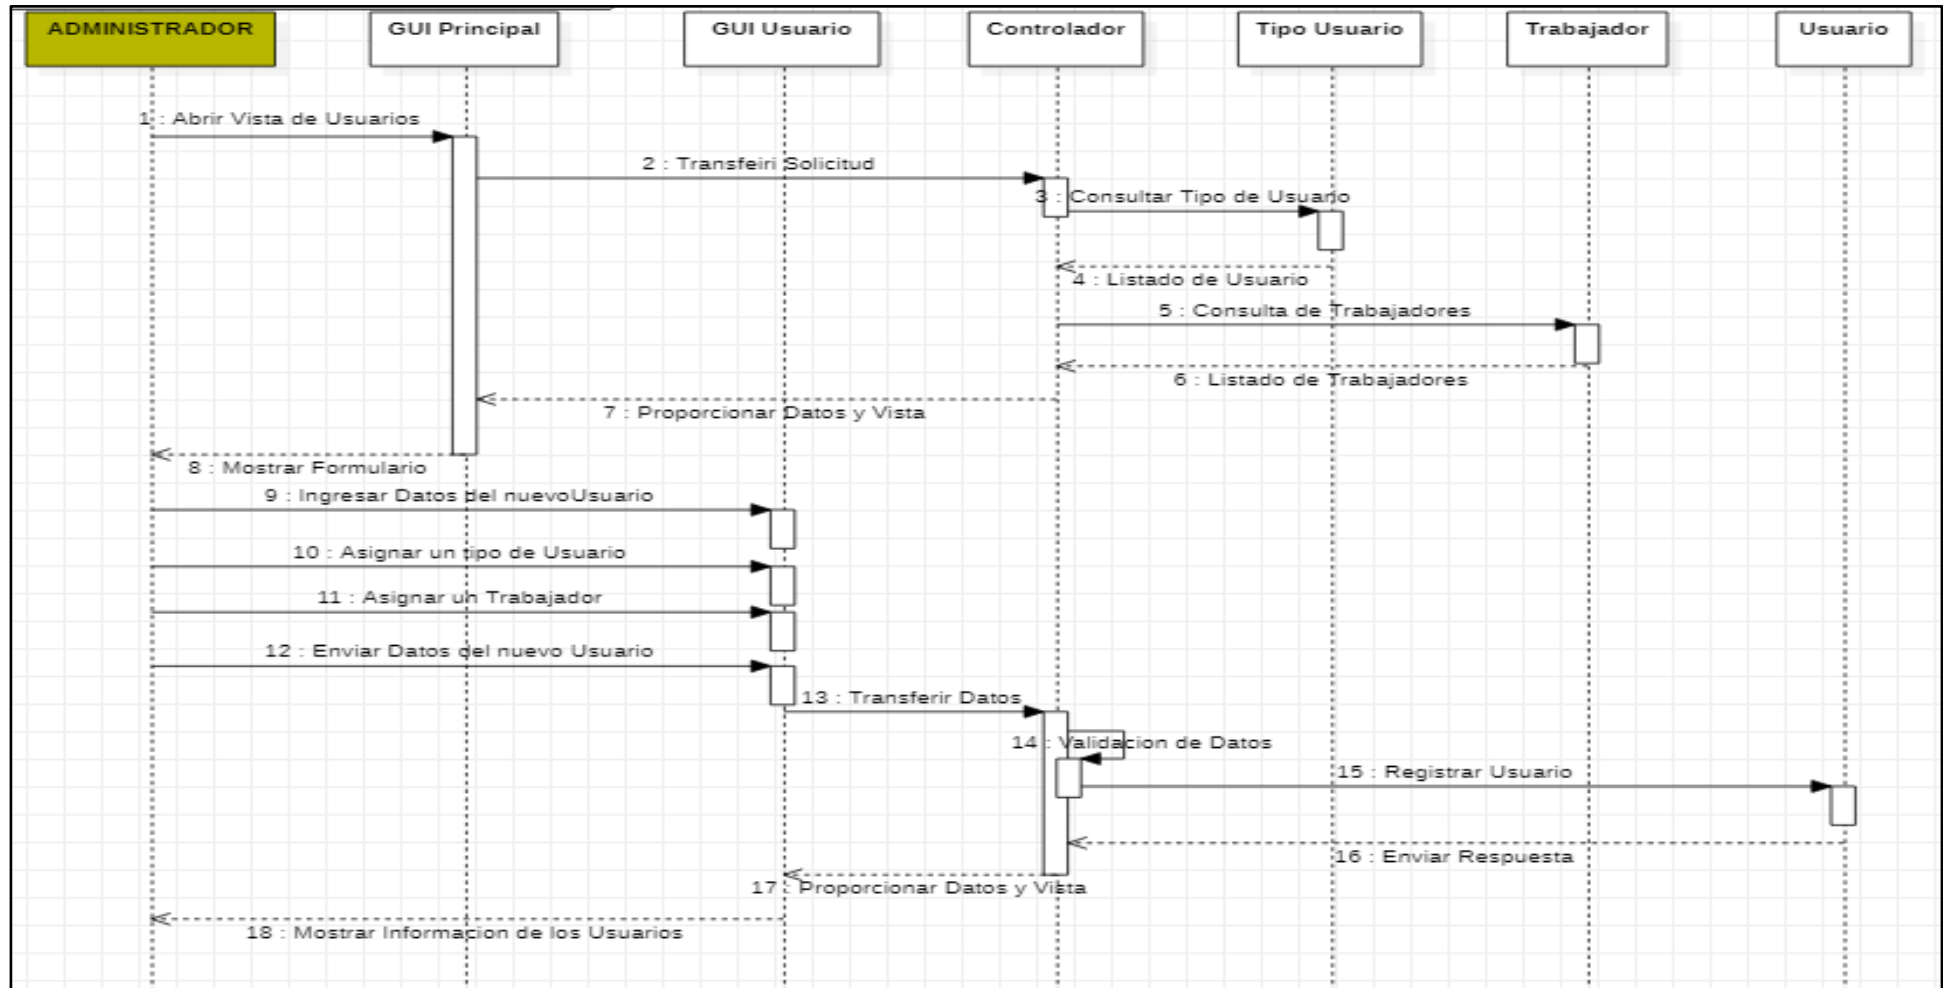 ADMINISTRADOR
GUI Principal
GUI Usuario
Controlador
Tipo Usuario
Trabajador
Usuario
1 : Abrir Vista de Usuarios
2 : Transfeiri Solicitud
3 : Consultar Tipo de Usuario
4 : Listado de Usuario
5 : Consulta de Trabajadores
6 : Listado de Trabajadores
7 : Proporcionar Datos y Vista
8 : Mostrar Formulario
9 : Ingresar Datos del nuevoUsuario
10 : Asignar un tipo de Usuario
11 : Asignar un Trabajador
12 : Enviar Datos del nuevo Usuario
13 : Transferir Datos
14 : Validacion de Datos
15 : Registrar Usuario
16 : Enviar Respuesta
17 : Proporcionar Datos y Vista
18 : Mostrar Informacion de los Usuarios